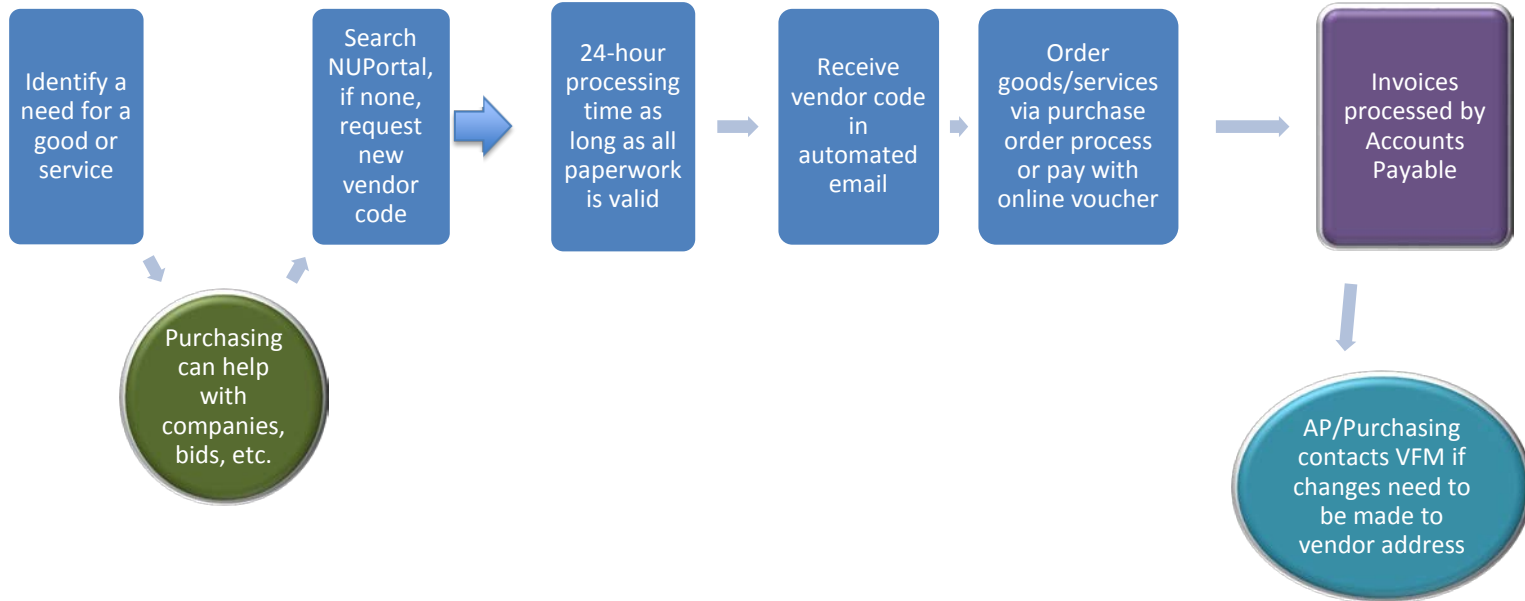 Identify a
need for a
good or
service
Purchasing
can help
with
companies,
bids, etc.
Search
NUPortal,
if none,
request
new
vendor
code
24-hour
processing
time as
long as all
paperwork
is valid
Receive
vendor code
in
automated
email
Order
goods/services
via purchase
order process
or pay with
online voucher
Invoices
processed by
Accounts
Payable
AP/Purchasing
contacts VFM if
changes need to
be made to
vendor address